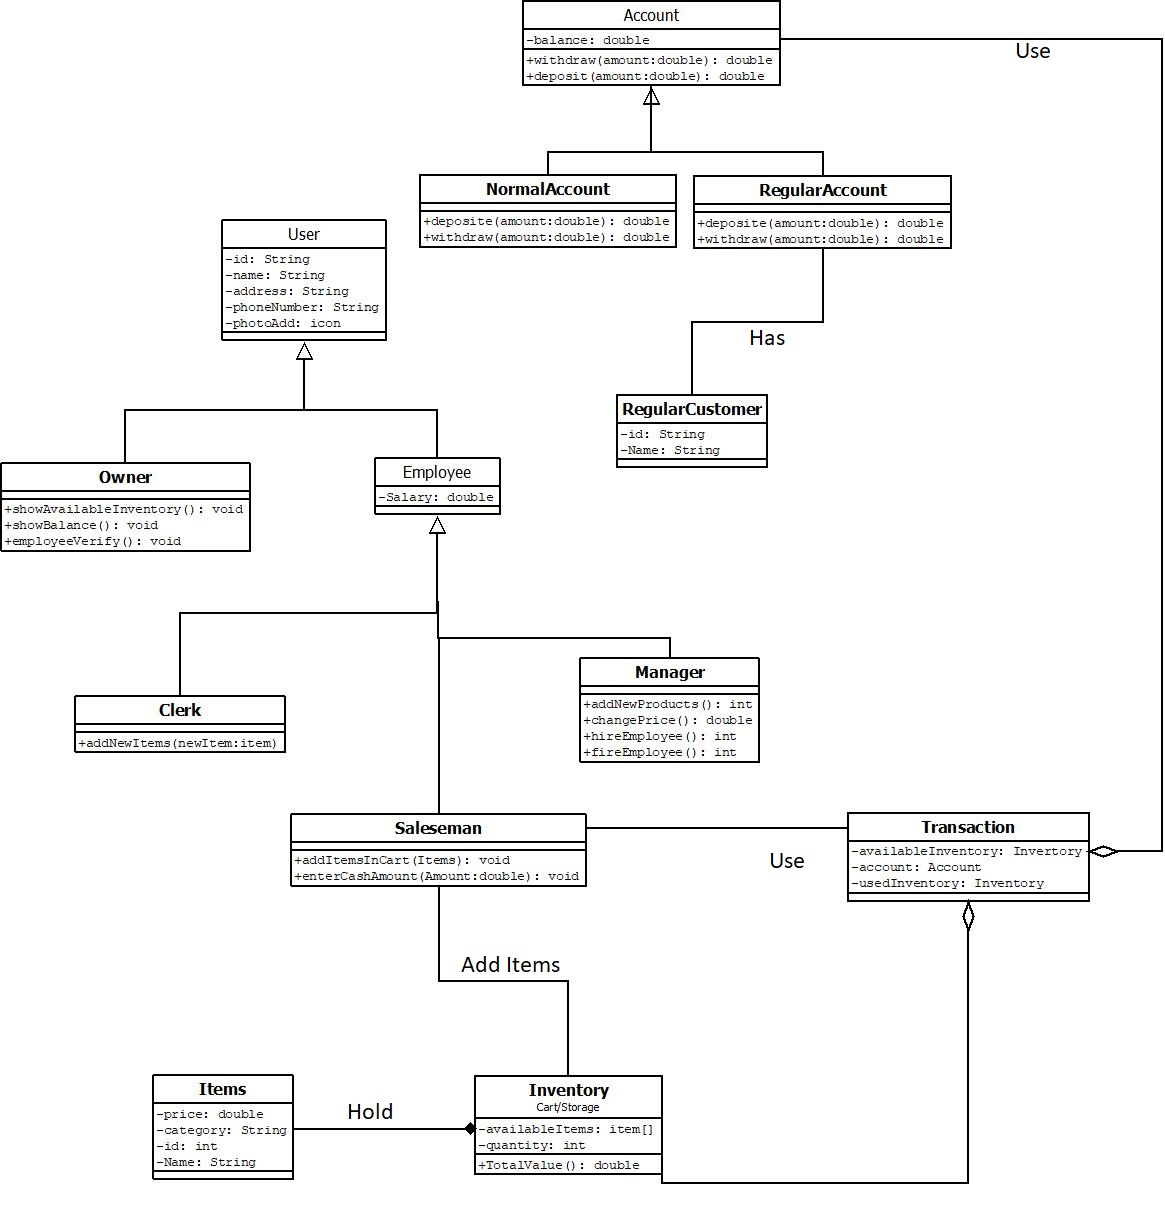 Account
-balance: double
+withdraw(amount:double): double
+deposit(amount:double): double
Use
NormalAccount
+deposite(amount:double): double
+withdraw(amount:double): double
RegularAccount
+deposite(amount:double): double
+withdraw(amount:double): double
User
-id: String
-name: String
-address: String
-phoneNumber: String
-photoAdd: icon
Has
RegularCustomer
-id: String
-Name: String
Owner
+showAvailableInventory(): void
+showBalance(): void
+employeeVerify(): void
Employee
-Salary: double
Clerk
+addNewItems(newItem:item)
Manager
+addNewProducts(): int
+changePrice(): double
+hireEmployee(): int
+fireEmployee(): int
Saleseman
+addItemsInCart(Items): void
+enterCashAmount(Amount:double): void
Use
Transaction
-availableInventory: Invertory
-account: Account
-usedInventory: Inventory
Add Items
Items
-price: double
-category: String
-id: int
-Name: String
Hold
Inventory
Cart/Storage
-availableItems: item[]
-quantity: int
+TotalValue(): double